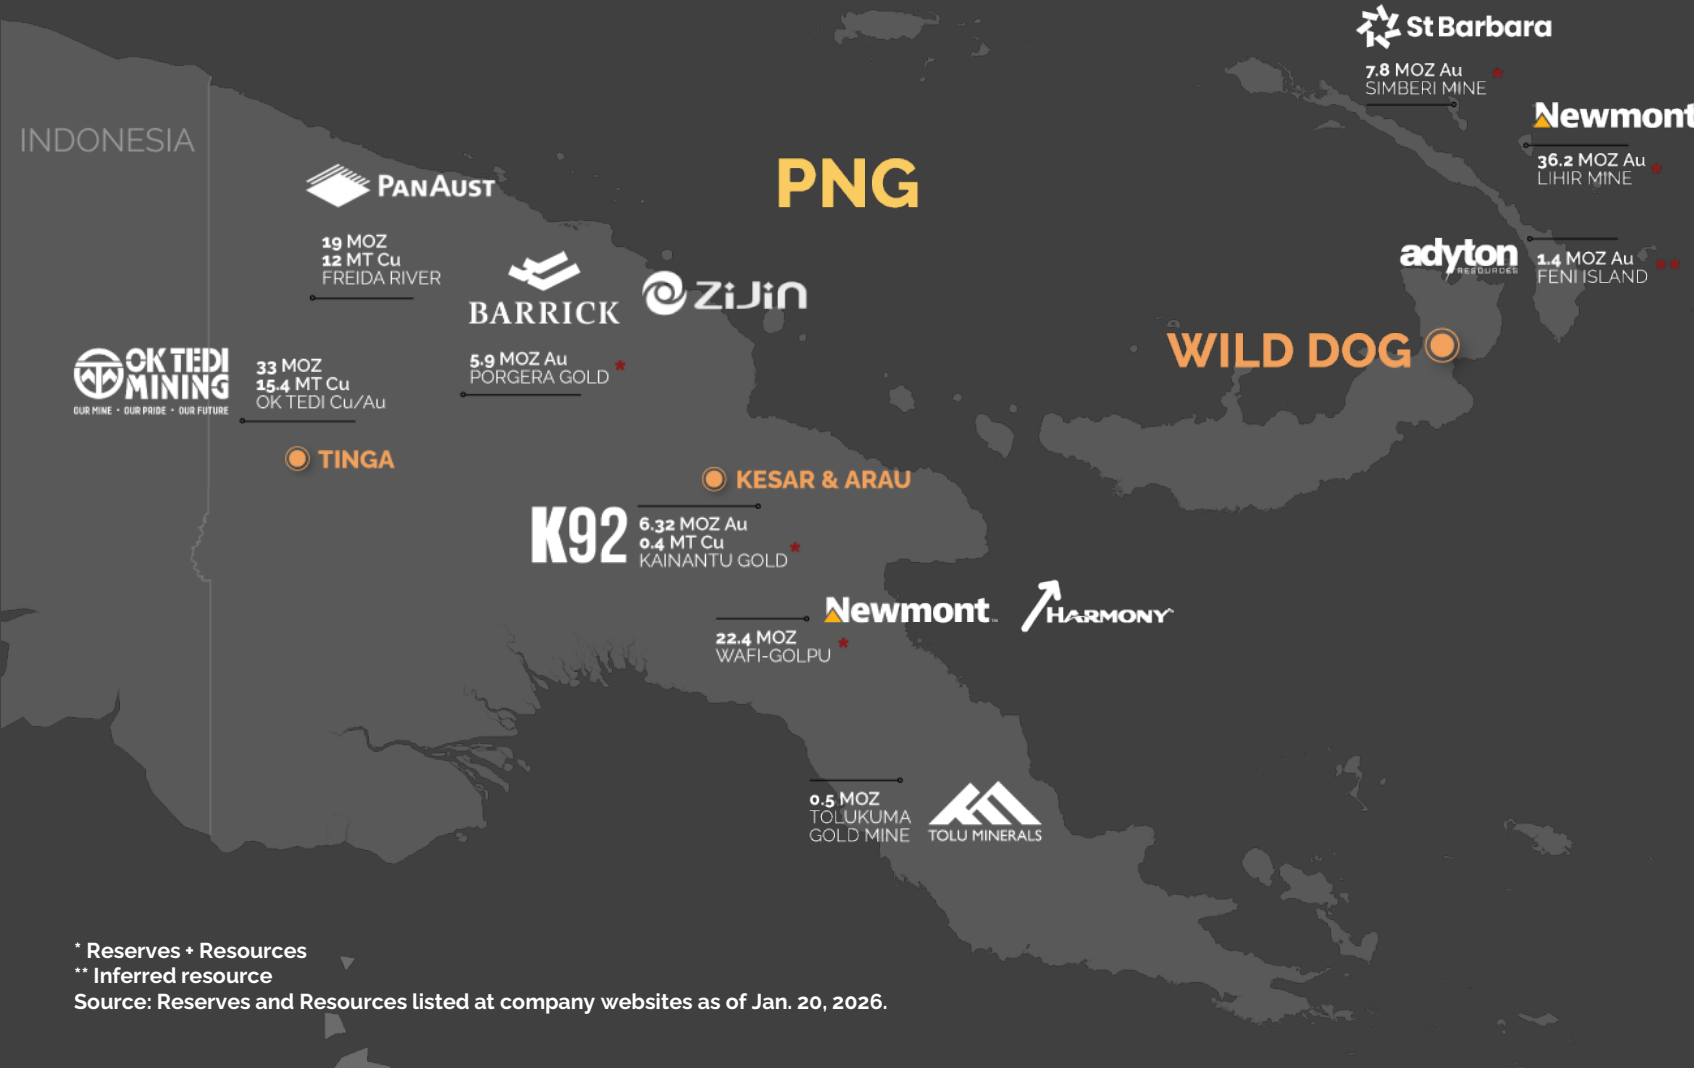 StBarbara
7.8 MOZ Au *
SIMBERI MINE
Newmont
36.2 MOZ Au *
LIHIR MINE
INDONESIA
PNG
PANAUST
19 MOZ
12 MT Cu
FREIDA RIVER
BARRICK
ZiJin
adyton
RESOURCES
1.4 MOZ Au **
FENI ISLAND
WILD DOG
OK TEDI
MINING
OUR MINE • OUR PRIDE • OUR FUTURE
33 MOZ
15.4 MT Cu
OK TEDI Cu/Au
5.9 MOZ Au *
PORGERA GOLD
TINGA
KESAR & ARAU
K92
6.32 MOZ Au
0.4 MT Cu
KAINANTU GOLD *
Newmont™
HARMONY
22.4 MOZ *
WAFI-GOLPU
0.5 MOZ
TOLUKUMA
GOLD MINE
TOLU MINERALS
* Reserves + Resources
** Inferred resource
Source: Reserves and Resources listed at company websites as of Jan. 20, 2026.